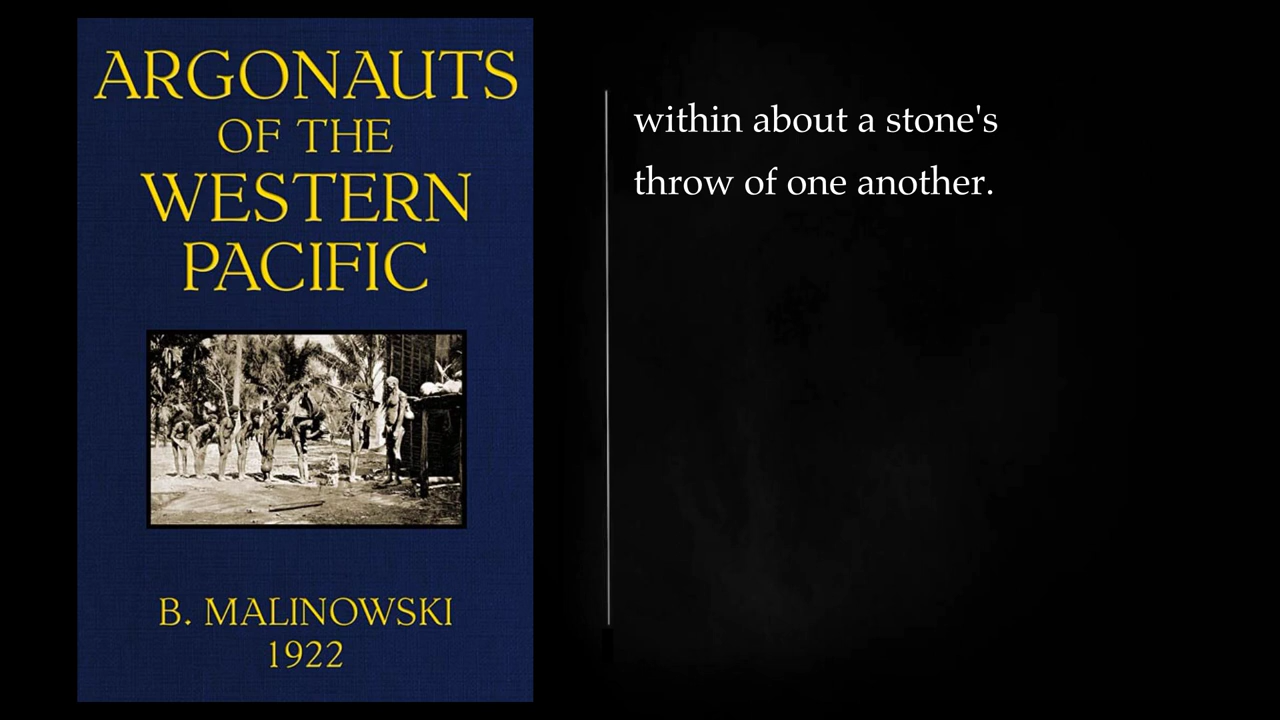 ARGONAUTS
OF THE
WESTERN
PACIFIC
B. MALINOWSKI
1922
within about a stone's
throw of one another.